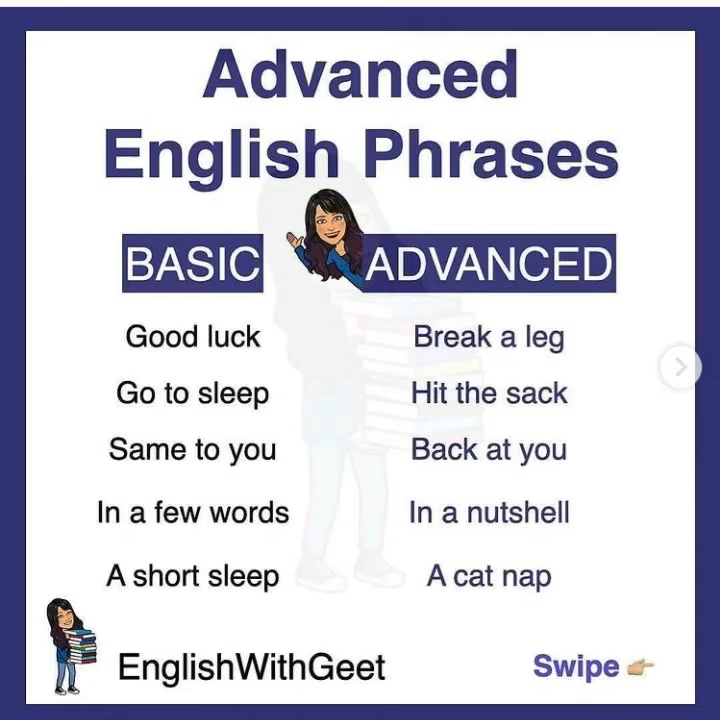 Advanced
English Phrases
BASIC ADVANCED
Good luck Break a leg
Go to sleep Hit the sack
Same to you Back at you
In a few words In a nutshell
A short sleep A cat nap
EnglishWithGeet Swipe